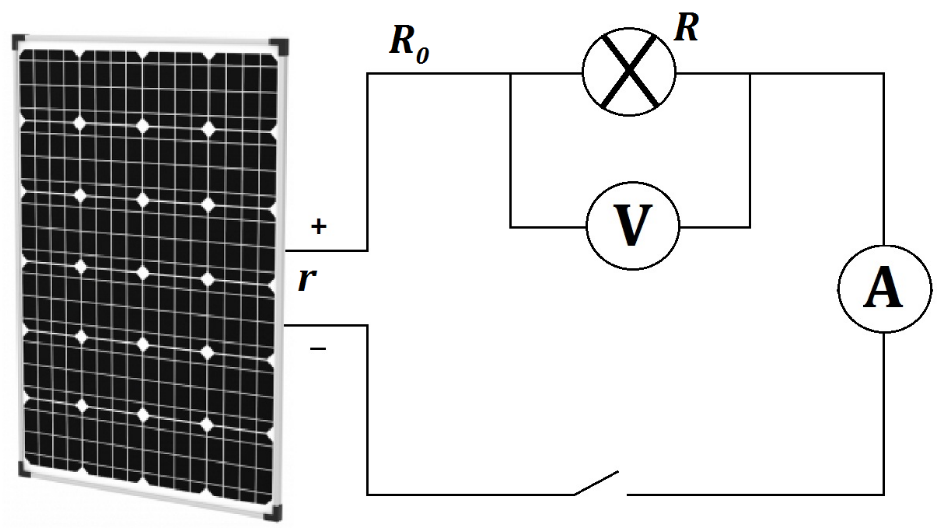 R₀
R
V
+
r
A
–